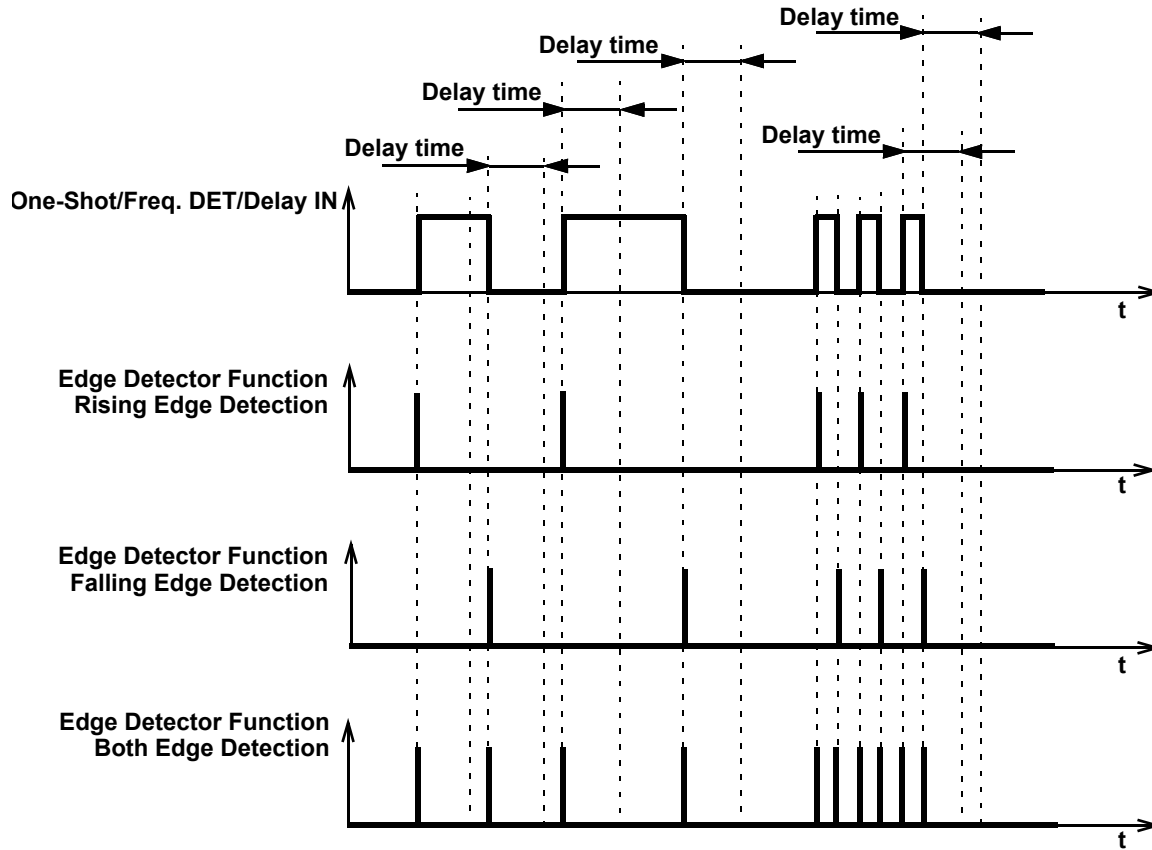 Delay time
Delay time
Delay time
Delay time
Delay time
One-Shot/Freq. DET/Delay IN
t
Edge Detector Function
Rising Edge Detection
t
Edge Detector Function
Falling Edge Detection
t
Edge Detector Function
Both Edge Detection
t